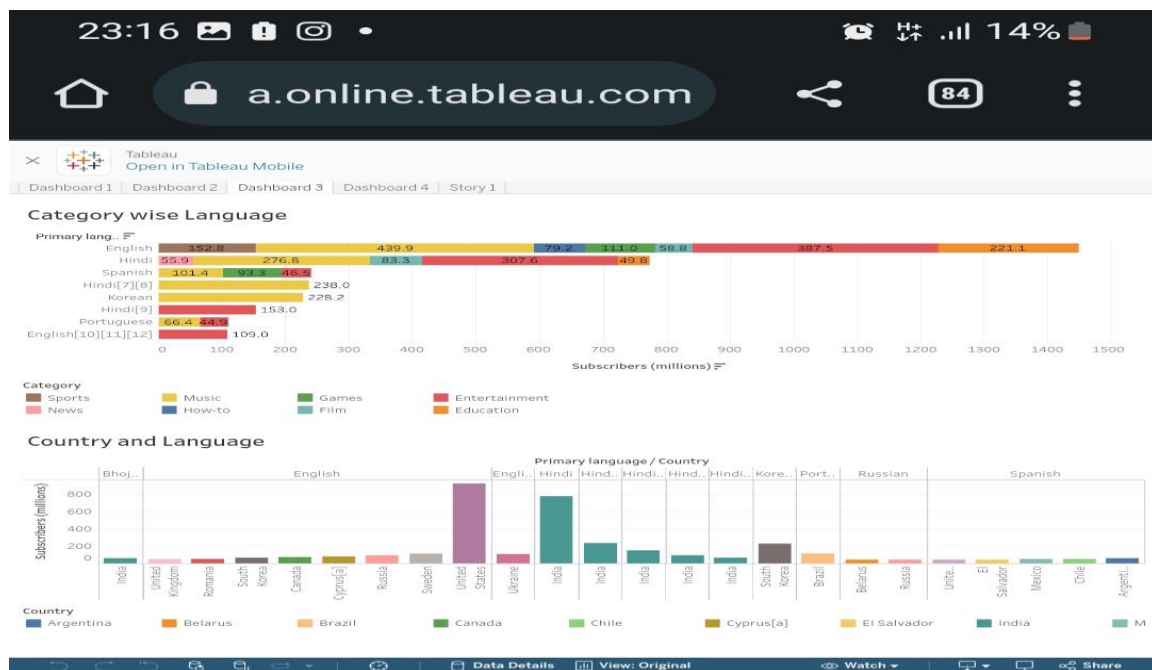 23:16 H+ 14%
a.online.tableau.com 84
Tableau
Open in Tableau Mobile
Dashboard 1 Dashboard 2 Dashboard 3 Dashboard 4 Story 1
Category wise Language
Primary lang..
English 152.8 439.9 79.2 111.0 58.8 387.5 221.1
Hindi 55.9 276.8 83.3 307.6 49.8
Spanish 101.4 93.3 46.5
Hindi[7][8] 238.0
Korean 228.2
Hindi[9] 153.0
Portuguese 66.4 44.9
English[10][11][12] 109.0
0 100 200 300 400 500 600 700 800 900 1000 1100 1200 1300 1400 1500
Subscribers (millions)
Category
Sports Music Games Entertainment
News How-to Film Education
Country and Language
Primary language / Country
Bhoj.. English Engli.. Hindi Hind.. Hindi.. Hind.. Hindi.. Kore.. Port.. Russian Spanish
Subscribers (millions)
800
600
400
200
0
India United Kingdom Romania South Korea Canada Cyprus[a] Russia Sweden United States Ukraine India India India India India South Korea Brazil Belarus Russia Unite.. El Salvador Mexico Chile Argenti..
Country
Argentina Belarus Brazil Canada Chile Cyprus[a] El Salvador India M
Data Details View: Original Watch Share